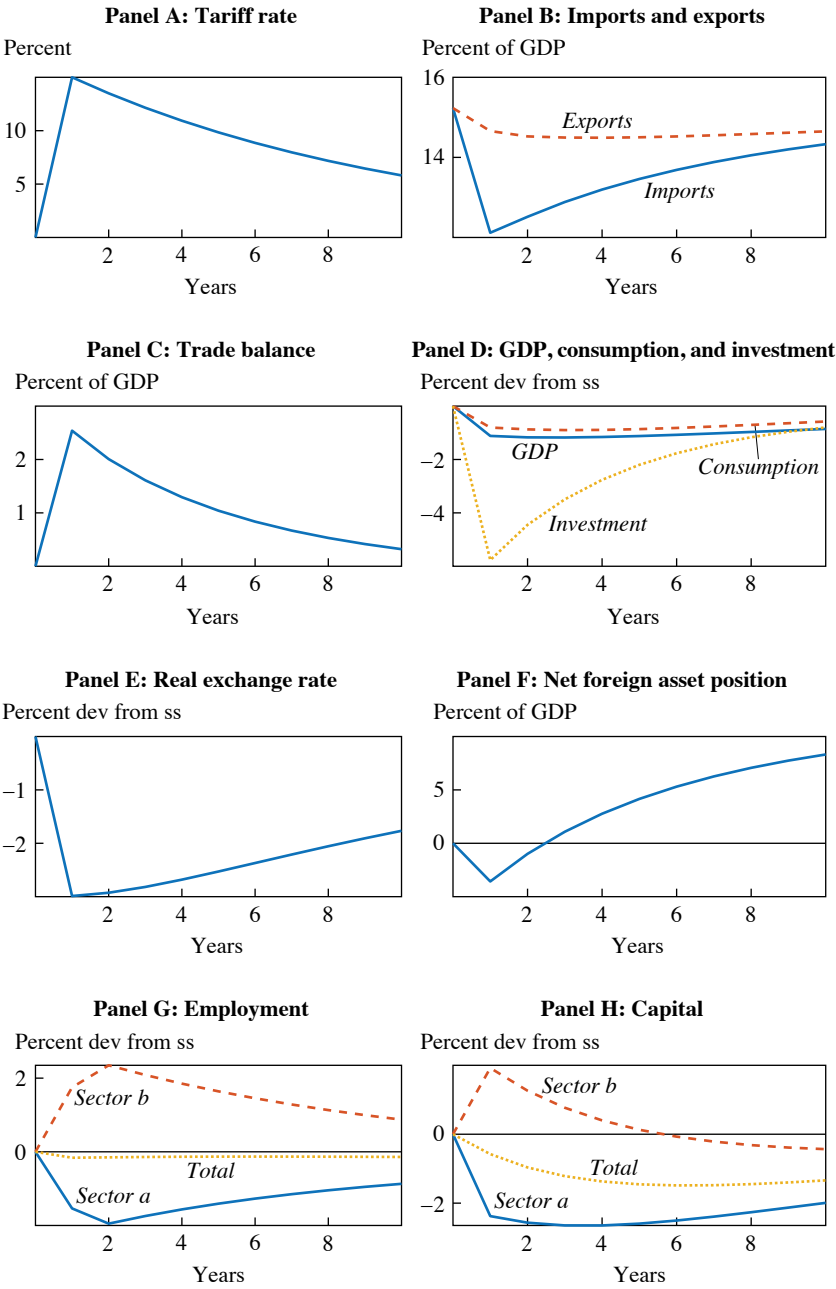 Panel A: Tariff rate
Percent
10
5
2 4 6 8
Years
Panel B: Imports and exports
Percent of GDP
16
14
Exports
Imports
2 4 6 8
Years
Panel C: Trade balance
Percent of GDP
2
1
2 4 6 8
Years
Panel D: GDP, consumption, and investment
Percent dev from ss
−2
−4
GDP
Consumption
Investment
2 4 6 8
Years
Panel E: Real exchange rate
Percent dev from ss
−1
−2
2 4 6 8
Years
Panel F: Net foreign asset position
Percent of GDP
5
0
2 4 6 8
Years
Panel G: Employment
Percent dev from ss
2
0
Sector b
Total
Sector a
2 4 6 8
Years
Panel H: Capital
Percent dev from ss
0
−2
Sector b
Total
Sector a
2 4 6 8
Years